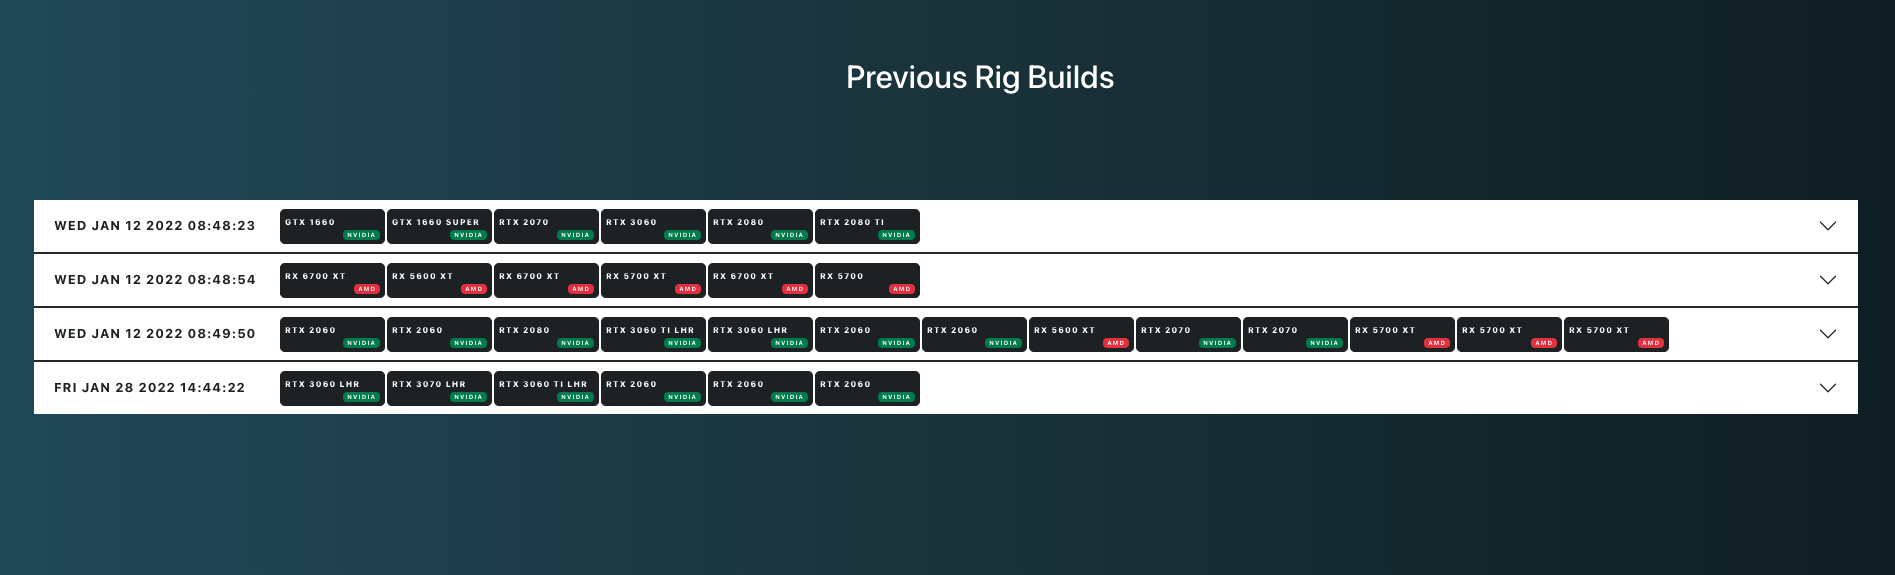 Previous Rig Builds
WED JAN 12 2022 08:48:23 GTX 1660 GTX 1660 SUPER RTX 2070 RTX 3060 RTX 2080 RTX 2080 TI
NVIDIA NVIDIA NVIDIA NVIDIA NVIDIA NVIDIA
WED JAN 12 2022 08:48:54 RX 6700 XT RX 5600 XT RX 6700 XT RX 5700 XT RX 6700 XT RX 5700
AMD AMD AMD AMD AMD AMD
WED JAN 12 2022 08:49:50 RTX 2060 RTX 2060 RTX 2080 RTX 3060 TI LHR RTX 3060 LHR RTX 2060 RTX 2060 RX 5600 XT RTX 2070 RTX 2070 RX 5700 XT RX 5700 XT RX 5700 XT
NVIDIA NVIDIA NVIDIA NVIDIA NVIDIA NVIDIA NVIDIA AMD NVIDIA NVIDIA AMD AMD AMD
FRI JAN 28 2022 14:44:22 RTX 3060 LHR RTX 3070 LHR RTX 3060 TI LHR RTX 2060 RTX 2060 RTX 2060
NVIDIA NVIDIA NVIDIA NVIDIA NVIDIA NVIDIA